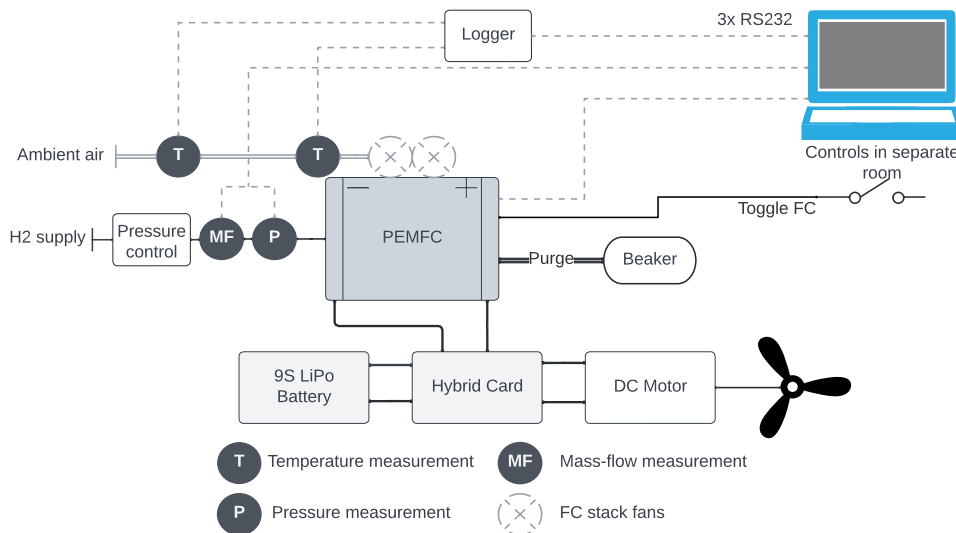 3x RS232
Logger
Ambient air
T
T
Controls in separate
room
Toggle FC
H2 supply
Pressure
control
MF
P
PEMFC
Purge
Beaker
9S LiPo
Battery
Hybrid Card
DC Motor
T
Temperature measurement
MF
Mass-flow measurement
P
Pressure measurement
FC stack fans